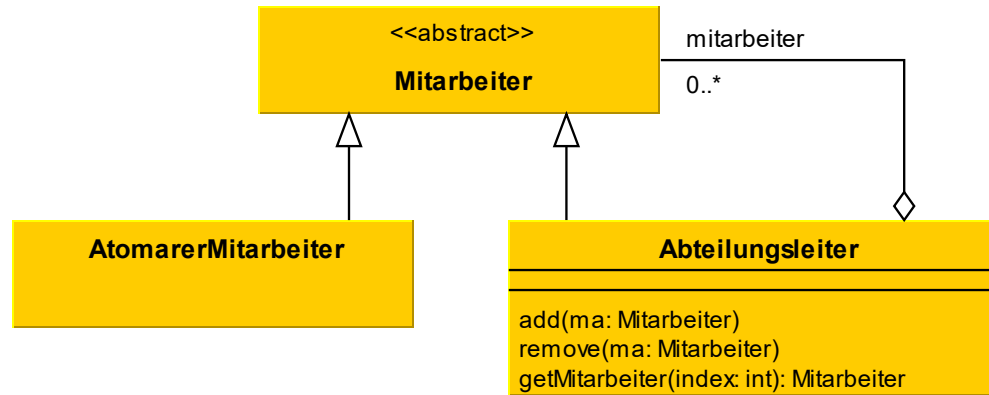 <<abstract>>
Mitarbeiter
mitarbeiter
0..*
AtomarerMitarbeiter
Abteilungsleiter
add(ma: Mitarbeiter)
remove(ma: Mitarbeiter)
getMitarbeiter(index: int): Mitarbeiter